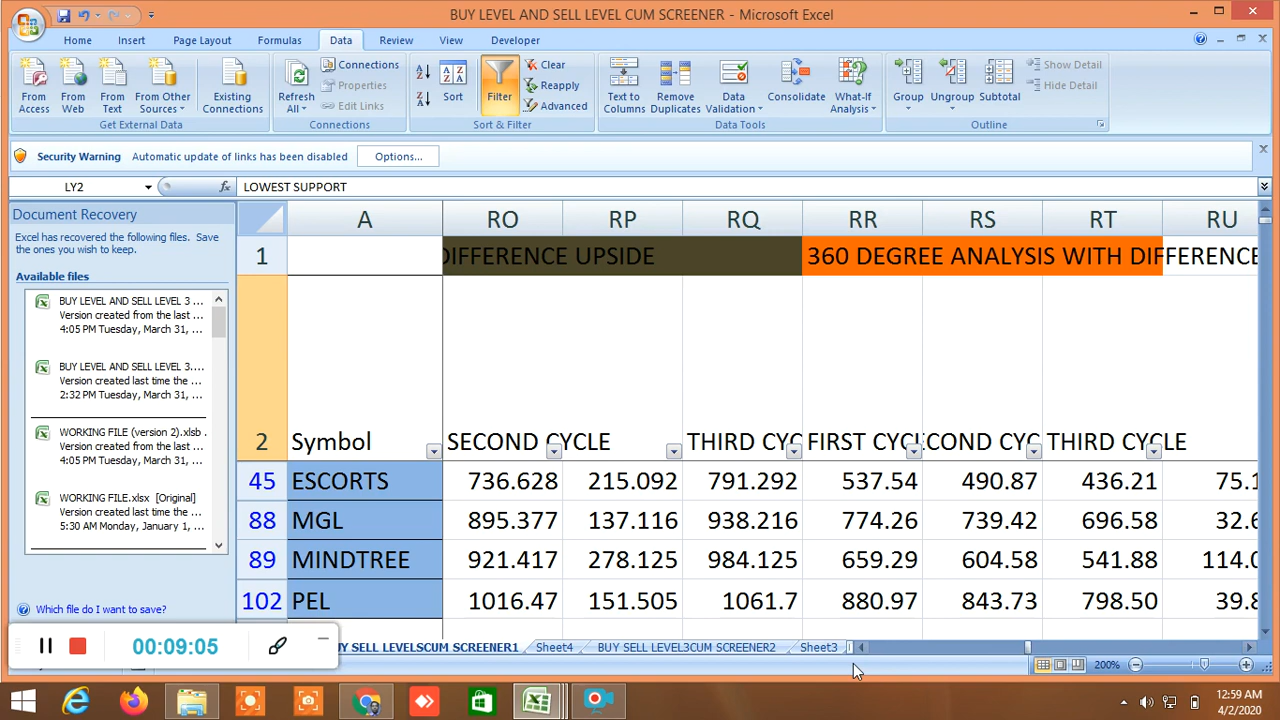 BUY LEVEL AND SELL LEVEL CUM SCREENER - Microsoft Excel
Home Insert Page Layout Formulas Data Review View Developer
From Access
From Web
From Text
From Other Sources
Existing Connections
Get External Data
Refresh All
Connections
Properties
Edit Links
Connections
Sort
Filter
Clear
Reapply
Advanced
Sort & Filter
Text to Columns
Remove Duplicates
Data Validation
Consolidate
What-If Analysis
Data Tools
Group
Ungroup
Subtotal
Show Detail
Hide Detail
Outline
Security Warning Automatic update of links has been disabled Options...
LY2 fx LOWEST SUPPORT
Document Recovery
Excel has recovered the following files. Save the ones you wish to keep.
Available files
BUY LEVEL AND SELL LEVEL 3 ...
Version created from the last ...
4:05 PM Tuesday, March 31, ...
BUY LEVEL AND SELL LEVEL 3....
Version created last time the ...
2:32 PM Tuesday, March 31, ...
WORKING FILE (version 2).xlsb .
Version created from the last ...
4:05 PM Tuesday, March 31, ...
WORKING FILE.xlsx [Original]
Version created last time the ...
5:30 AM Monday, January 1, ...
Which file do I want to save?
A RO RP RQ RR RS RT RU
1 DIFFERENCE UPSIDE 360 DEGREE ANALYSIS WITH DIFFERENCE
2 Symbol SECOND CYCLE THIRD CYC FIRST CYCL ECOND CYC THIRD CYCLE
45 ESCORTS 736.628 215.092 791.292 537.54 490.87 436.21 75.1
88 MGL 895.377 137.116 938.216 774.26 739.42 696.58 32.6
89 MINDTREE 921.417 278.125 984.125 659.29 604.58 541.88 114.0
102 PEL 1016.47 151.505 1061.7 880.97 843.73 798.50 39.8
00:09:05
UY SELL LEVELSCUM SCREENER1 Sheet4 BUY SELL LEVEL3CUM SCREENER2 Sheet3
200%
12:59 AM
4/2/2020